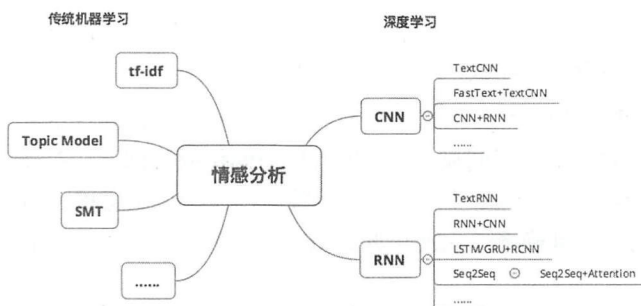 传统机器学习
深度学习
tf-idf
Topic Model
SMT
......
情感分析
CNN
TextCNN
FastText+TextCNN
CNN+RNN
......
RNN
TextRNN
RNN+CNN
LSTM/GRU+RCNN
Seq2Seq
Seq2Seq+Attention
......